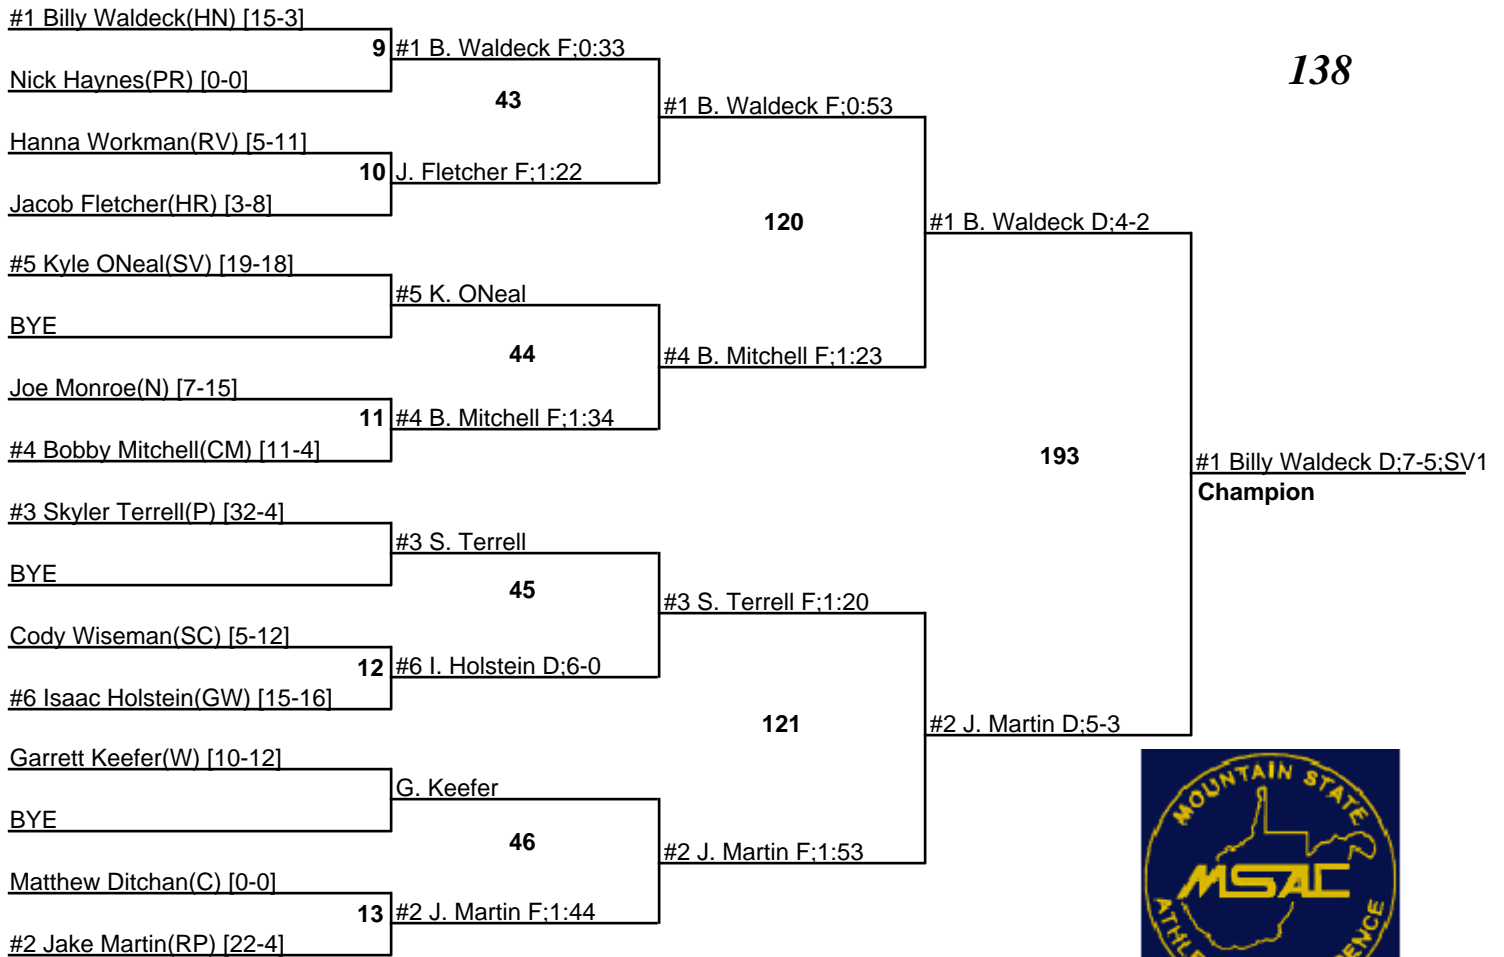 #1 Billy Waldeck(HN) [15-3]
9 #1 B. Waldeck F;0:33
138
Nick Haynes(PR) [0-0]
43
#1 B. Waldeck F;0:53
Hanna Workman(RV) [5-11]
10 J. Fletcher F;1:22
Jacob Fletcher(HR) [3-8]
120
#1 B. Waldeck D;4-2
#5 Kyle ONeal(SV) [19-18]
#5 K. ONeal
BYE
44
#4 B. Mitchell F;1:23
Joe Monroe(N) [7-15]
11 #4 B. Mitchell F;1:34
#4 Bobby Mitchell(CM) [11-4]
193
#1 Billy Waldeck D;7-5;SV1
Champion
#3 Skyler Terrell(P) [32-4]
#3 S. Terrell
BYE
45
#3 S. Terrell F;1:20
Cody Wiseman(SC) [5-12]
12 #6 I. Holstein D;6-0
#6 Isaac Holstein(GW) [15-16]
121
#2 J. Martin D;5-3
Garrett Keefer(W) [10-12]
G. Keefer
BYE
46
#2 J. Martin F;1:53
Matthew Ditchan(C) [0-0]
13 #2 J. Martin F;1:44
#2 Jake Martin(RP) [22-4]
MOUNTAIN STATE
MSAC